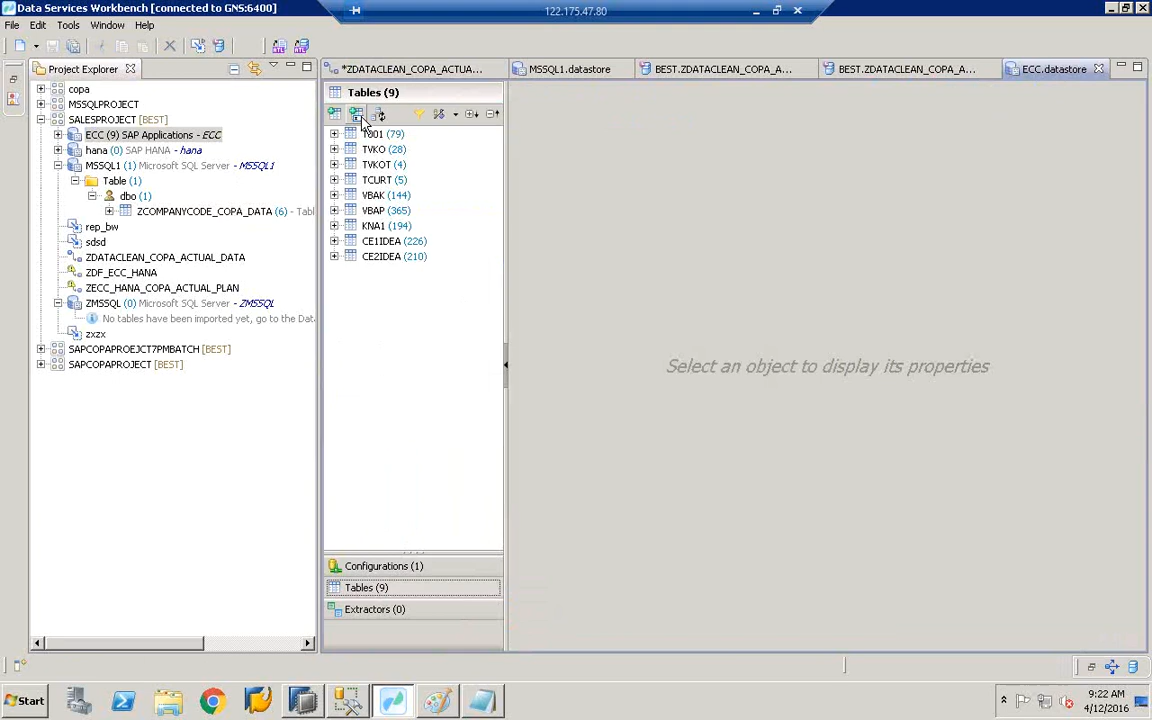 Data Services Workbench [connected to GNS:6400]
122.175.47.80
File Edit Tools Window Help
Project Explorer
*ZDATACLEAN_COPA_ACTUA...
MSSQL1.datastore
BEST.ZDATACLEAN_COPA_A...
BEST.ZDATACLEAN_COPA_A...
ECC.datastore
copa
MSSQLPROJECT
SALESPROJECT [BEST]
ECC (9) SAP Applications - ECC
hana (0) SAP HANA - hana
MSSQL1 (1) Microsoft SQL Server - MSSQL1
Table (1)
dbo (1)
ZCOMPANYCODE_COPA_DATA (6) - Tabl
rep_bw
sdsd
ZDATACLEAN_COPA_ACTUAL_DATA
ZDF_ECC_HANA
ZECC_HANA_COPA_ACTUAL_PLAN
ZMSSQL (0) Microsoft SQL Server - ZMSSQL
No tables have been imported yet, go to the Dat
zxzx
SAPCOPAPROEJCT7PMBATCH [BEST]
SAPCOPAPROJECT [BEST]
Tables (9)
T001 (79)
TVKO (28)
TVKOT (4)
TCURT (5)
VBAK (144)
VBAP (365)
KNA1 (194)
CE1IDEA (226)
CE2IDEA (210)
Configurations (1)
Tables (9)
Extractors (0)
Select an object to display its properties
Start
9:22 AM
4/12/2016